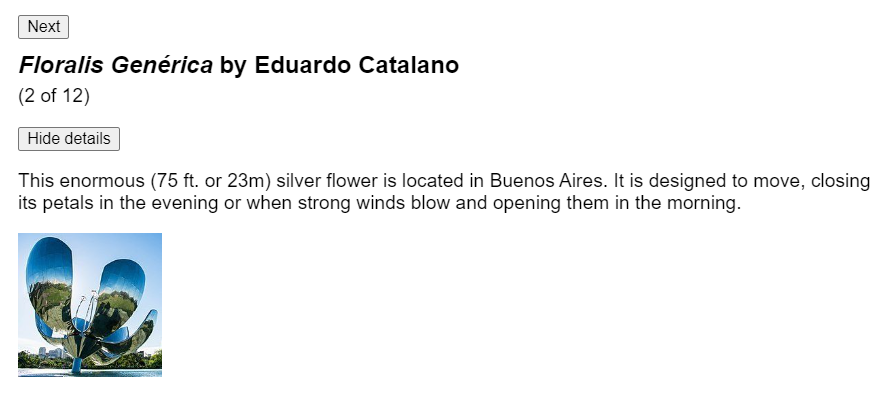 Next
Floralis Genérica by Eduardo Catalano
(2 of 12)
Hide details
This enormous (75 ft. or 23m) silver flower is located in Buenos Aires. It is designed to move, closing
its petals in the evening or when strong winds blow and opening them in the morning.